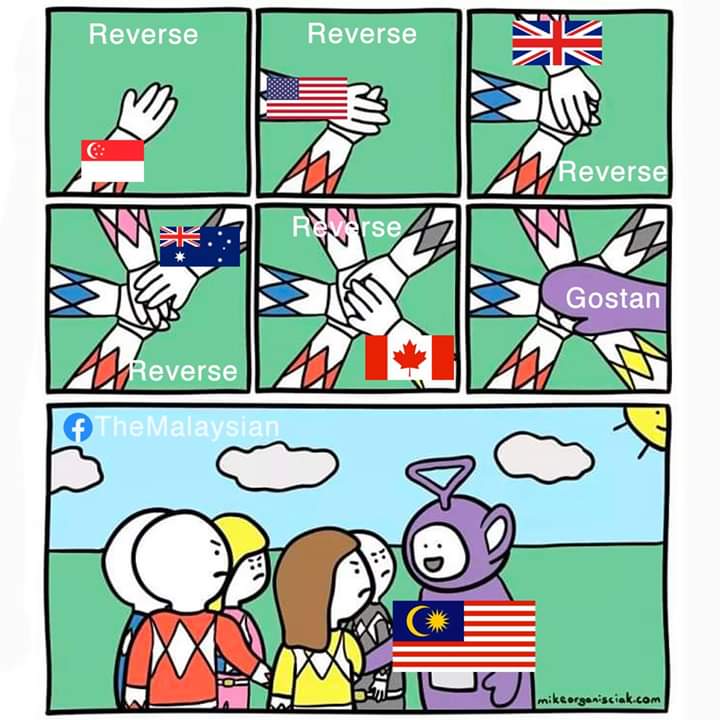 Reverse
Reverse
Reverse
Reverse
Reverse
Gostan
TheMalaysian
mikeorganisciak.com